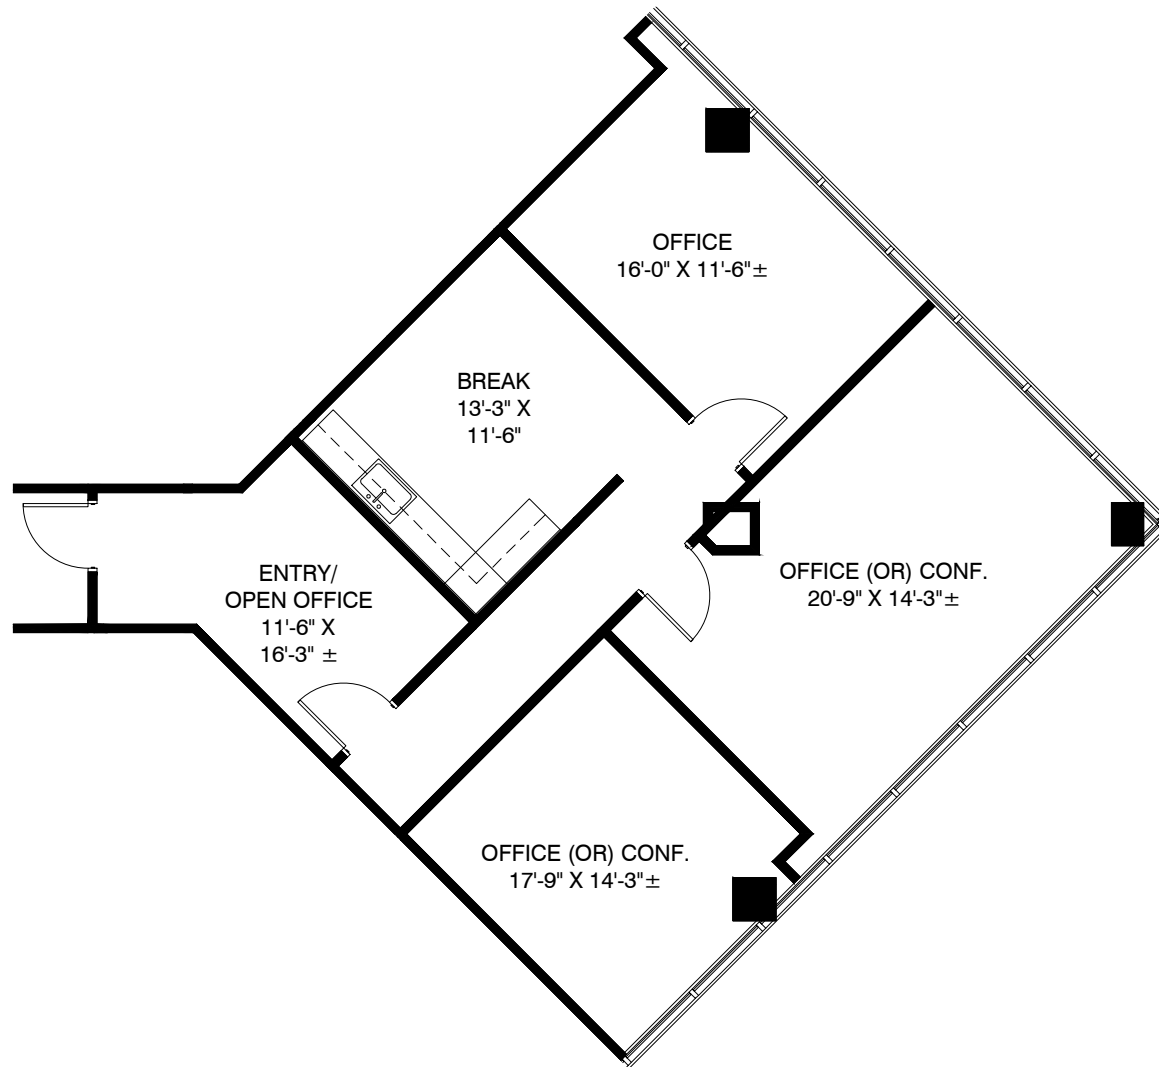 OFFICE
16'-0" X 11'-6"±
BREAK
13'-3" X
11'-6"
ENTRY/
OPEN OFFICE
11'-6" X
16'-3" ±
OFFICE (OR) CONF.
20'-9" X 14'-3"±
OFFICE (OR) CONF.
17'-9" X 14'-3"±